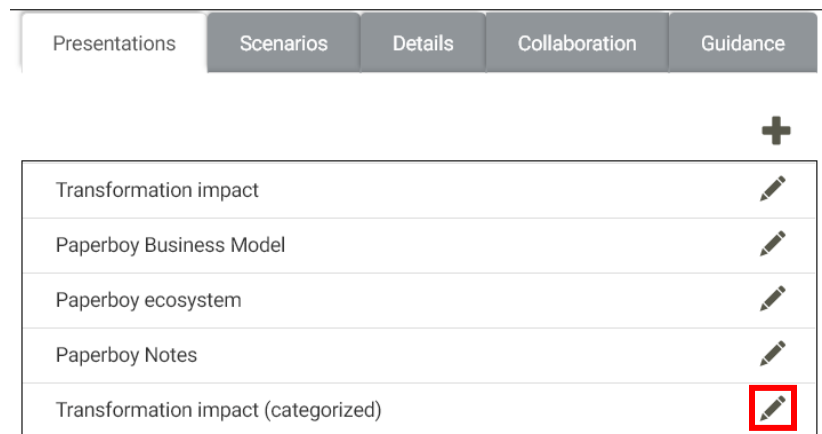 Presentations Scenarios Details Collaboration Guidance
Transformation impact
Paperboy Business Model
Paperboy ecosystem
Paperboy Notes
Transformation impact (categorized)